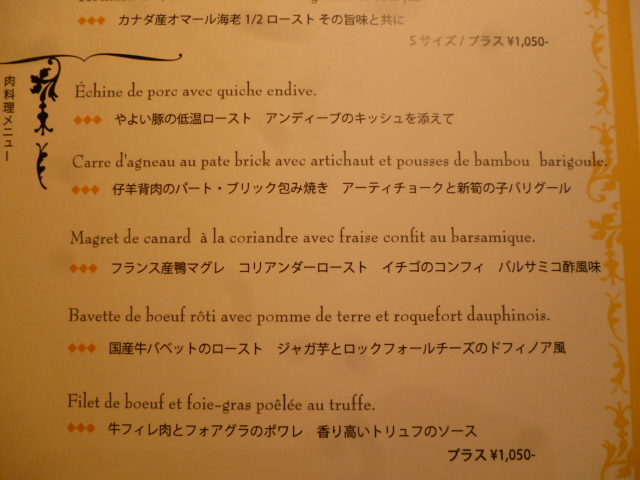 カナダ産オマール海老 1/2 ロースト その旨味と共に
S サイズ / プラス ¥1,050-
肉料理メニュー
Échine de porc avec quiche endive.
やよい豚の低温ロースト アンディーブのキッシュを添えて
Carre d'agneau au pate brick avec artichaut et pousses de bambou barigoule.
仔羊背肉のパート・ブリック包み焼き アーティチョークと新筍の子バリグール
Magret de canard à la coriandre avec fraise confit au barsamique.
フランス産鴨マグレ コリアンダーロースト イチゴのコンフィ バルサミコ酢風味
Bavette de boeuf rôti avec pomme de terre et roquefort dauphinois.
国産牛バベットのロースト ジャガ芋とロックフォールチーズのドフィノア風
Filet de boeuf et foie-gras poêlée au truffe.
牛フィレ肉とフォアグラのポワレ 香り高いトリュフのソース
プラス ¥1,050-